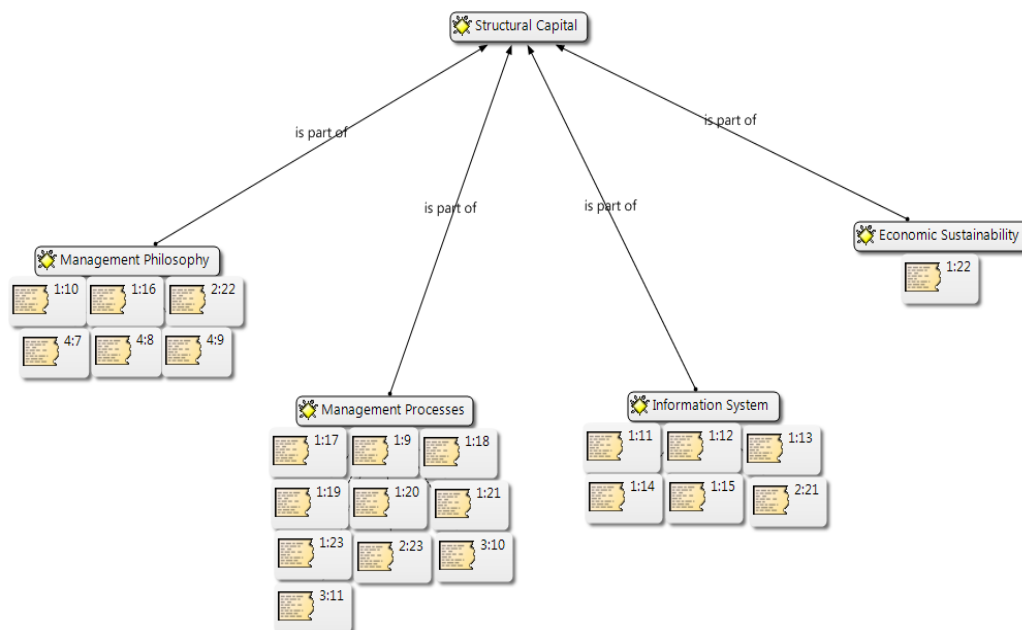 Structural Capital
is part of
is part of
is part of
is part of
Economic Sustainability
1:22
Management Philosophy
1:10 1:16 2:22
4:7 4:8 4:9
Management Processes
1:17 1:9 1:18
1:19 1:20 1:21
1:23 2:23 3:10
3:11
Information System
1:11 1:12 1:13
1:14 1:15 2:21